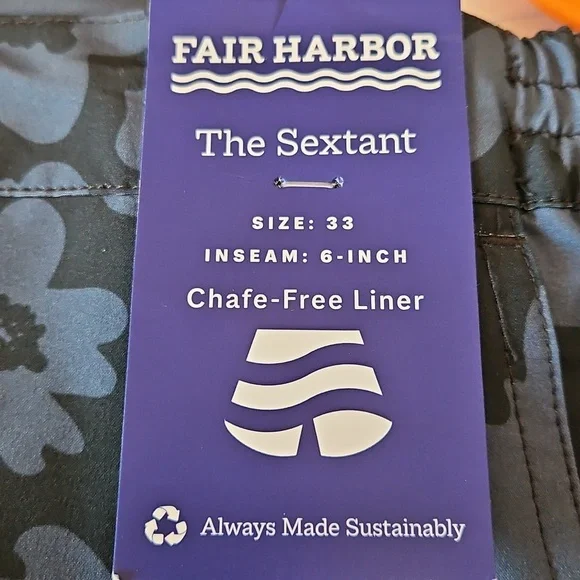 FAIR HARBOR
The Sextant
SIZE: 33
INSEAM: 6-INCH
Chafe-Free Liner
Always Made Sustainably